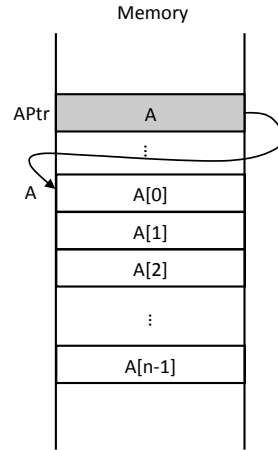 Memory
APtr
A
⋮
A
A[0]
A[1]
A[2]
⋮
A[n-1]